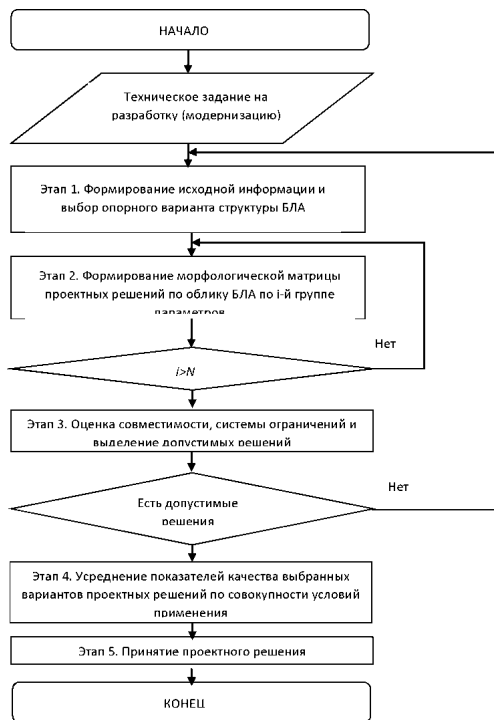 НАЧАЛО
Техническое задание на
разработку (модернизацию)
Этап 1. Формирование исходной информации и
выбор опорного варианта структуры БЛА
Этап 2. Формирование морфологической матрицы
проектных решений по облику БЛА по i-й группе
параметров
Нет
i>N
Этап 3. Оценка совместимости, системы ограничений и
выделение допустимых решений
Нет
Есть допустимые
решения
Этап 4. Усреднение показателей качества выбранных
вариантов проектных решений по совокупности условий
применения
Этап 5. Принятие проектного решения
КОНЕЦ